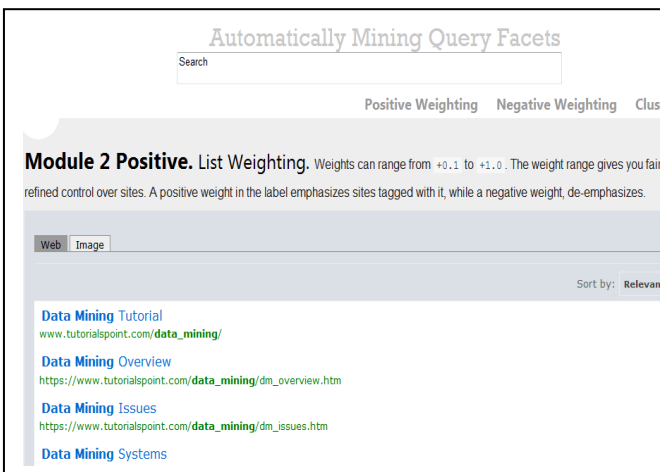 Automatically Mining Query Facets
Search
Positive Weighting Negative Weighting Clus
Module 2 Positive. List Weighting. Weights can range from +0.1 to +1.0. The weight range gives you fair
refined control over sites. A positive weight in the label emphasizes sites tagged with it, while a negative weight, de-emphasizes.
Web Image
Sort by: Relevan
Data Mining Tutorial
www.tutorialspoint.com/data_mining/
Data Mining Overview
https://www.tutorialspoint.com/data_mining/dm_overview.htm
Data Mining Issues
https://www.tutorialspoint.com/data_mining/dm_issues.htm
Data Mining Systems